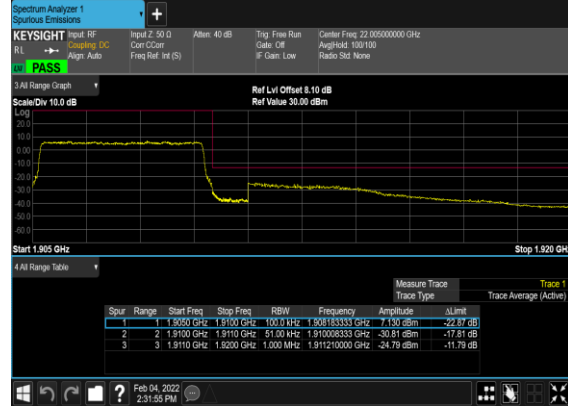 Spectrum Analyzer 1
Spurious Emissions
+
KEYSIGHT Input: RF Input Z: 50 Ω Atten: 40 dB Trig: Free Run Center Freq: 22.005000000 GHz
RL Coupling: DC Corr CCorr Gate: Off Avg|Hold: 100/100
Align: Auto Freq Ref: Int (S) IF Gain: Low Radio Std: None
PASS
3 All Range Graph
Ref Lvl Offset 8.10 dB
Scale/Div 10.0 dB Ref Value 30.00 dBm
Log
20.0
10.0
0.00
-10.0
-20.0
-30.0
-40.0
-50.0
-60.0
Start 1.905 GHz Stop 1.920 GH
4 All Range Table
Measure Trace Trace 1
Trace Type Trace Average (Active)
Spur Range Start Freq Stop Freq RBW Frequency Amplitude ΔLimit
1 1 1.9050 GHz 1.9100 GHz 100.0 kHz 1.908183333 GHz 7.130 dBm -22.87 dB
2 2 1.9100 GHz 1.9110 GHz 51.00 kHz 1.910008333 GHz -30.81 dBm -17.81 dB
3 3 1.9110 GHz 1.9200 GHz 1.000 MHz 1.911210000 GHz -24.79 dBm -11.79 dB
? Feb 04, 2022
2:31:55 PM